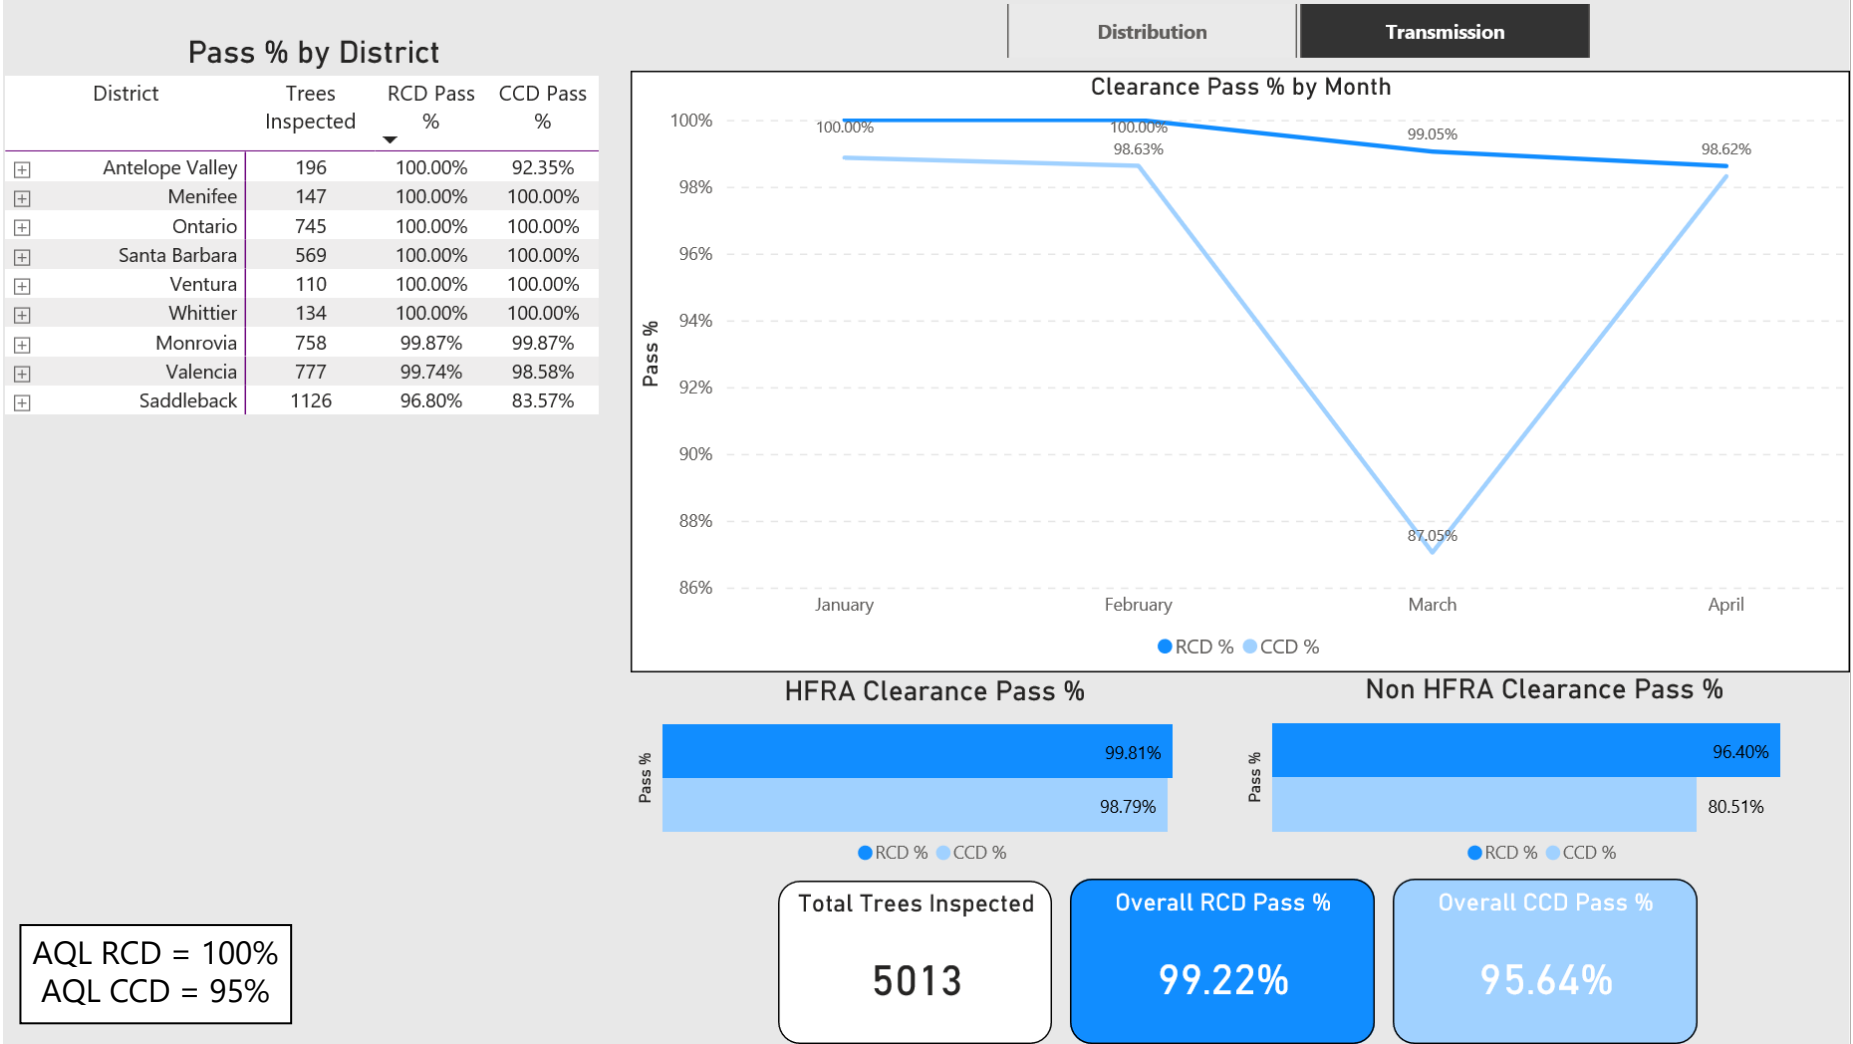 Distribution
Transmission
Pass % by District
District Trees Inspected RCD Pass % CCD Pass %
Antelope Valley 196 100.00% 92.35%
Menifee 147 100.00% 100.00%
Ontario 745 100.00% 100.00%
Santa Barbara 569 100.00% 100.00%
Ventura 110 100.00% 100.00%
Whittier 134 100.00% 100.00%
Monrovia 758 99.87% 99.87%
Valencia 777 99.74% 98.58%
Saddleback 1126 96.80% 83.57%
Clearance Pass % by Month
Pass %
100%
98%
96%
94%
92%
90%
88%
86%
100.00%
100.00%
98.63%
99.05%
98.62%
87.05%
January February March April
RCD % CCD %
HFRA Clearance Pass %
Pass %
99.81%
98.79%
RCD % CCD %
Non HFRA Clearance Pass %
Pass %
96.40%
80.51%
RCD % CCD %
AQL RCD = 100%
AQL CCD = 95%
Total Trees Inspected
5013
Overall RCD Pass %
99.22%
Overall CCD Pass %
95.64%